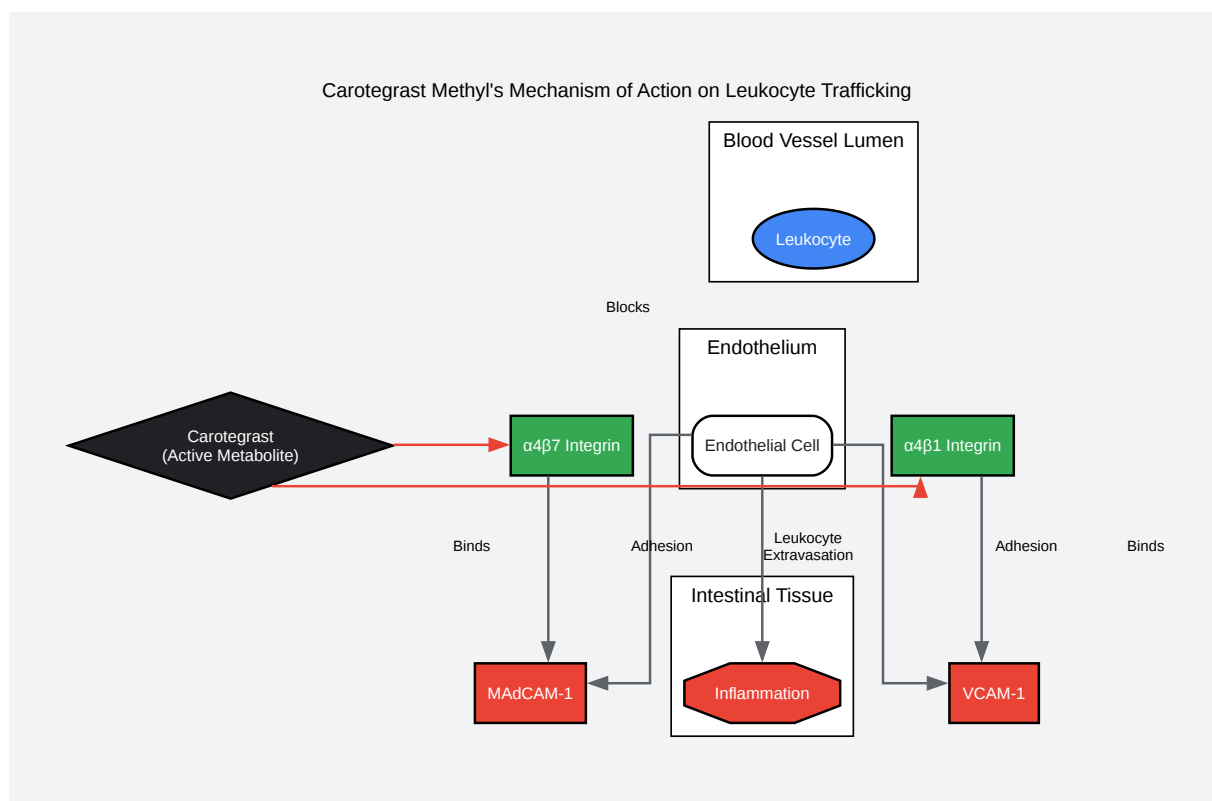 Carotegrast Methyl's Mechanism of Action on Leukocyte Trafficking
Blood Vessel Lumen
Leukocyte
Blocks
Endothelium
Carotegrast
(Active Metabolite)
α4β7 Integrin
Endothelial Cell
α4β1 Integrin
Binds
Adhesion
Leukocyte
Extravasation
Adhesion
Binds
Intestinal Tissue
MAdCAM-1
Inflammation
VCAM-1